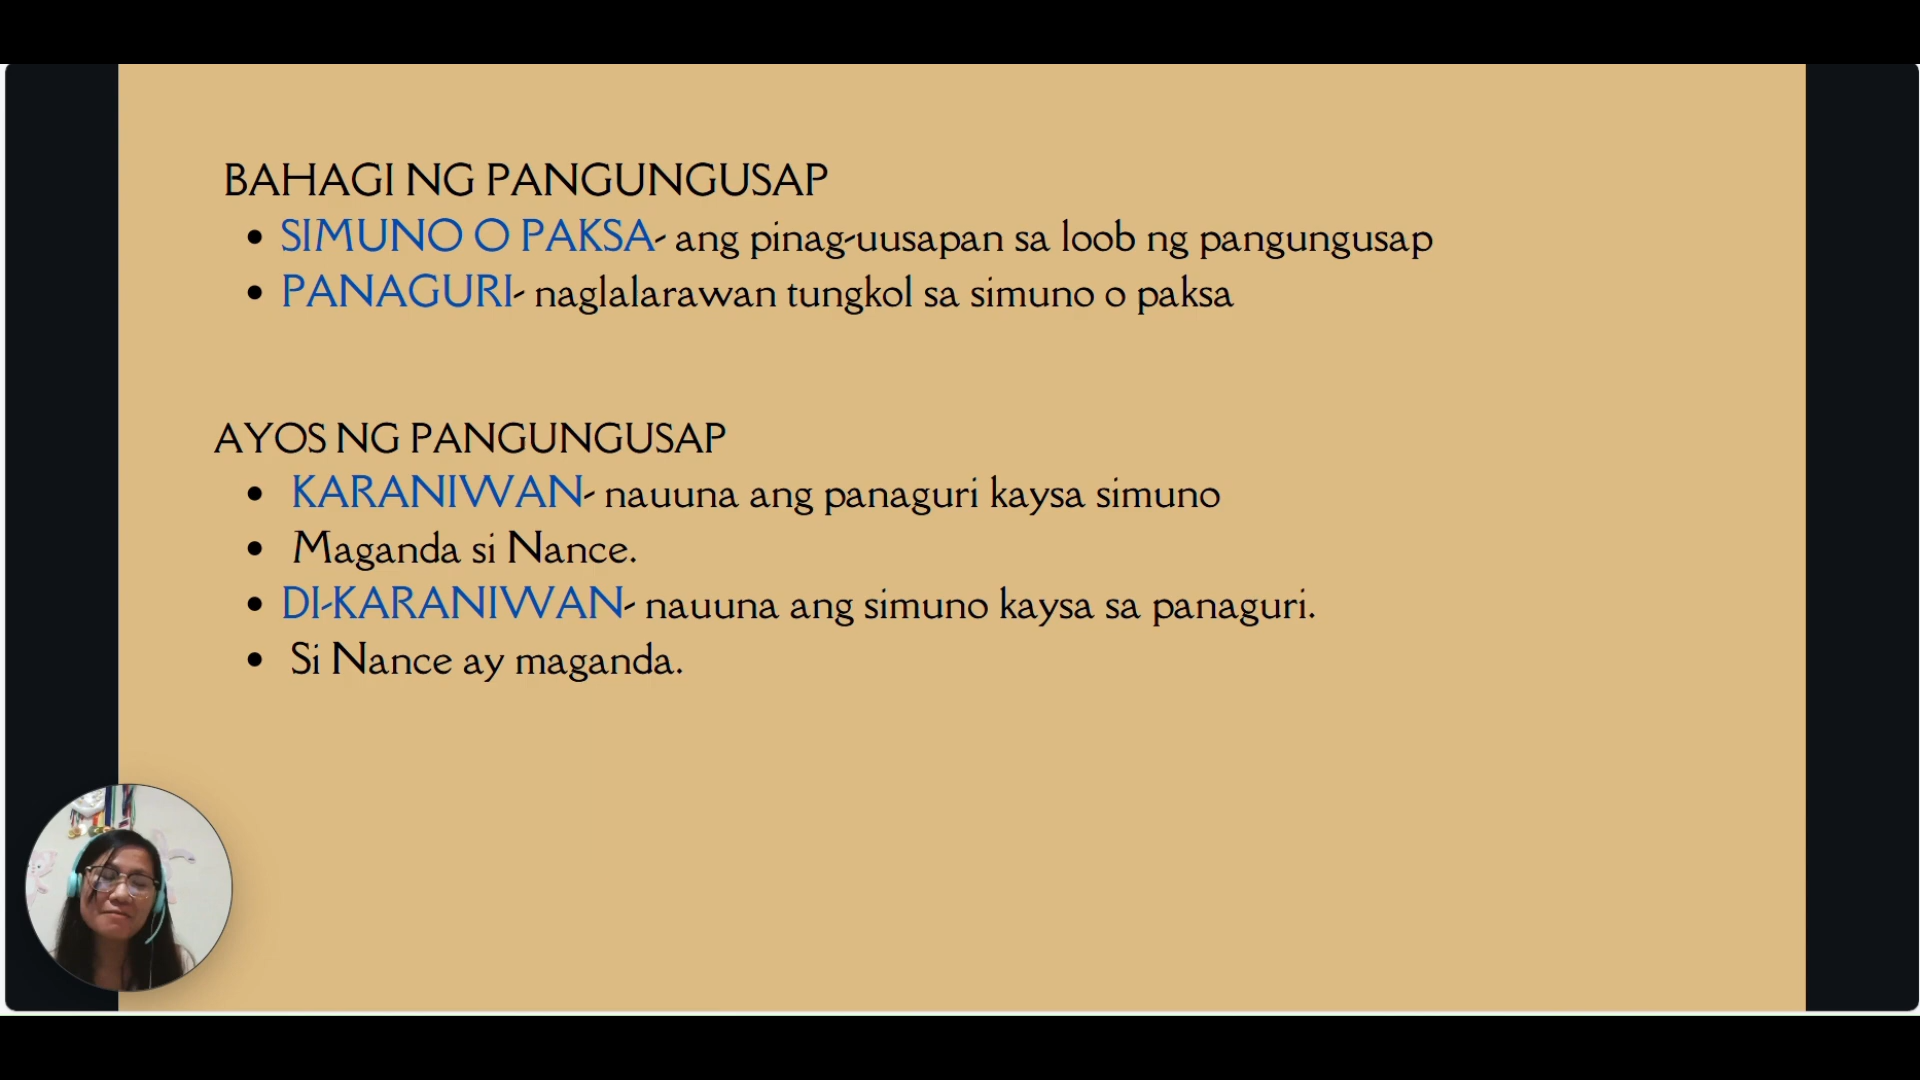 BAHAGI NG PANGUNGUSAP
• SIMUNO O PAKSA- ang pinag-uusapan sa loob ng pangungusap
• PANAGURI- naglalarawan tungkol sa simuno o paksa
AYOS NG PANGUNGUSAP
• KARANIWAN- nauuna ang panaguri kaysa simuno
• Maganda si Nance.
• DI-KARANIWAN- nauuna ang simuno kaysa sa panaguri.
• Si Nance ay maganda.